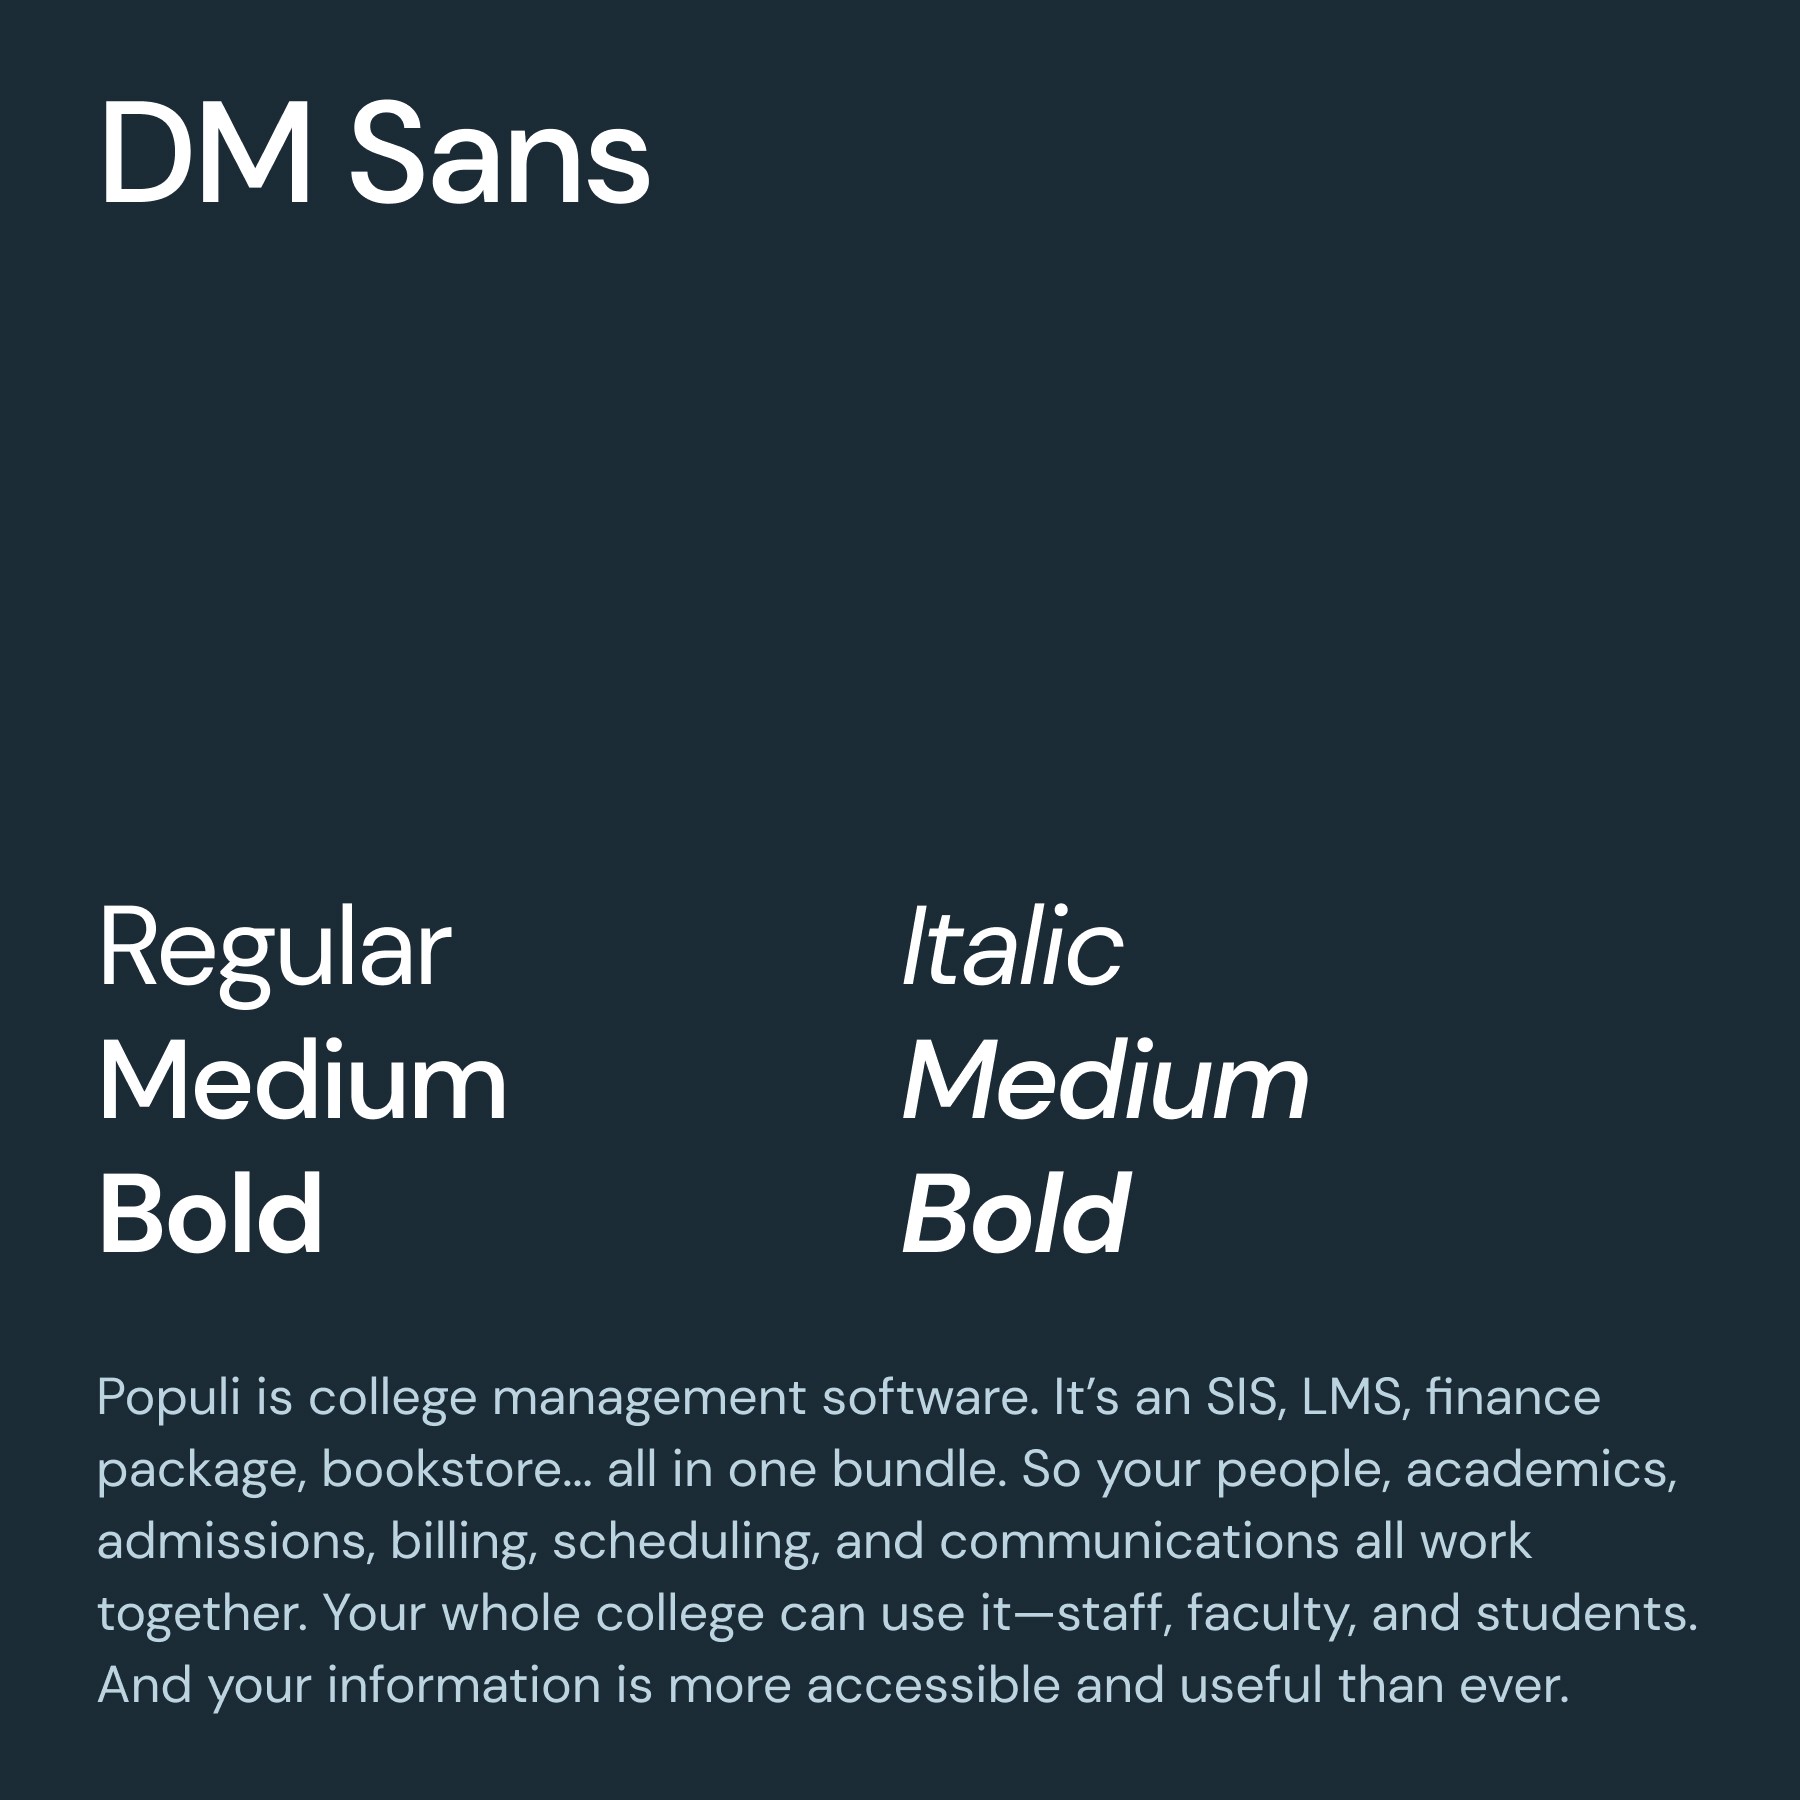 DM Sans
Regular
Italic
Medium
Medium
Bold
Bold
Populi is college management software. It’s an SIS, LMS, finance
package, bookstore... all in one bundle. So your people, academics,
admissions, billing, scheduling, and communications all work
together. Your whole college can use it—staff, faculty, and students.
And your information is more accessible and useful than ever.